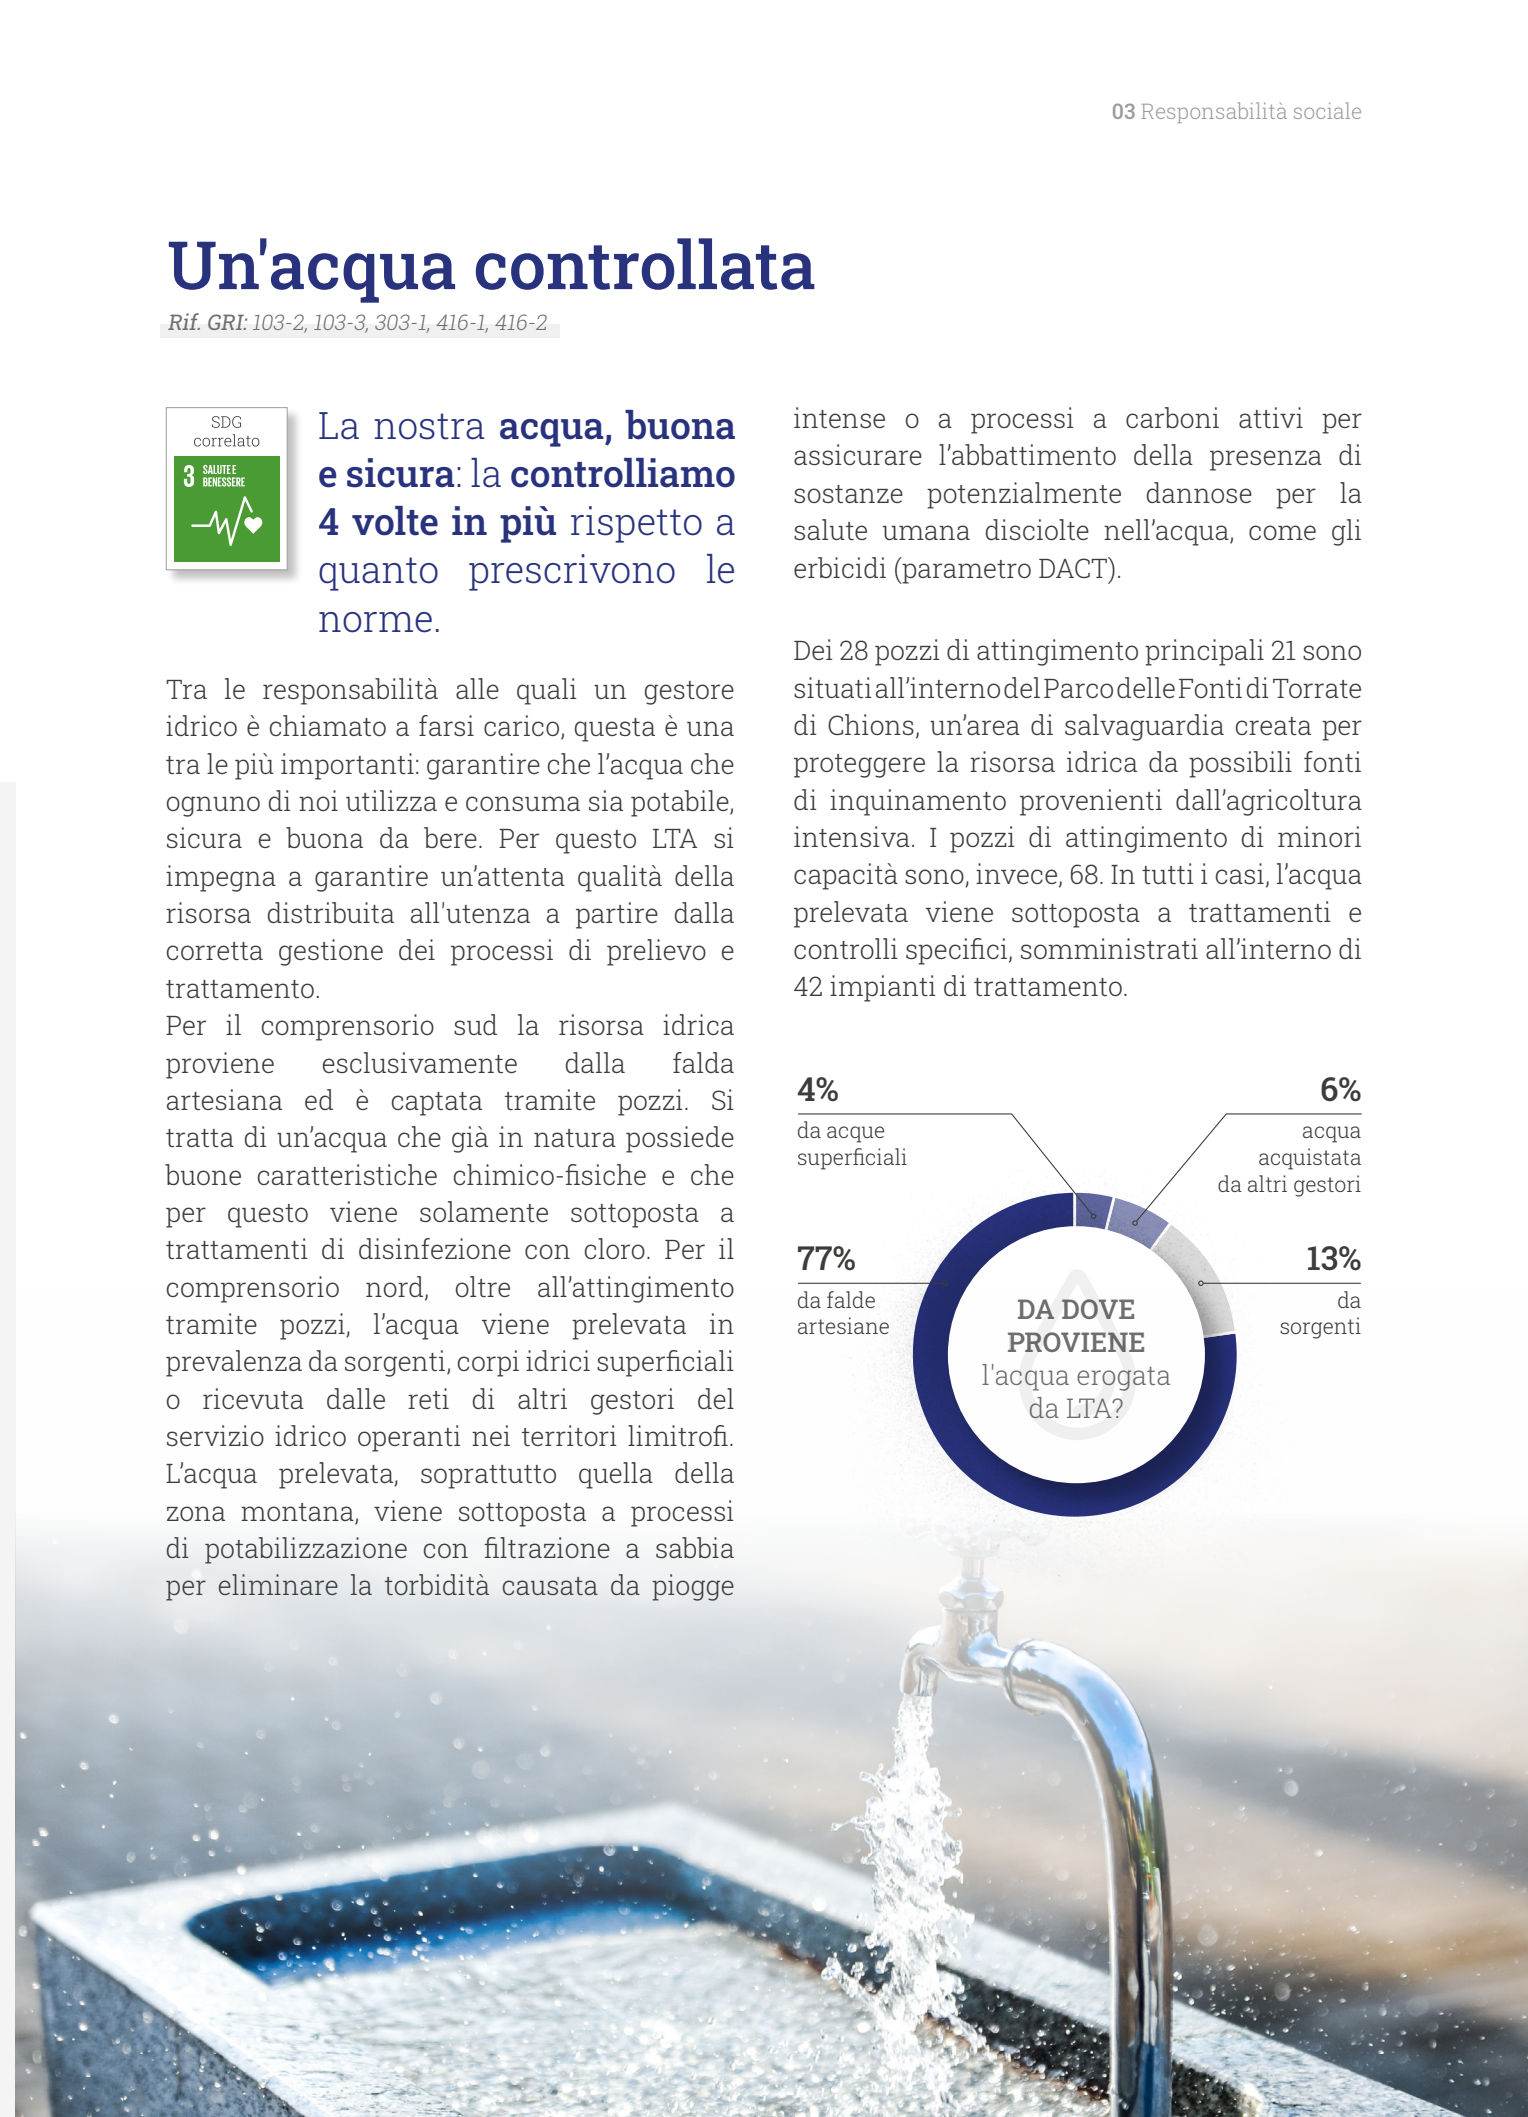 03 Responsabilità sociale
Un'acqua controllata
Rif. GRI: 103-2, 103-3, 303-1, 416-1, 416-2
SDG
correlato
3 SALUTE E
BENESSERE
La nostra acqua, buona
e sicura: la controlliamo
4 volte in più rispetto a
quanto prescrivono le
norme.
Tra le responsabilità alle quali un gestore
idrico è chiamato a farsi carico, questa è una
tra le più importanti: garantire che l’acqua che
ognuno di noi utilizza e consuma sia potabile,
sicura e buona da bere. Per questo LTA si
impegna a garantire un’attenta qualità della
risorsa distribuita all'utenza a partire dalla
corretta gestione dei processi di prelievo e
trattamento.
Per il comprensorio sud la risorsa idrica
proviene esclusivamente dalla falda
artesiana ed è captata tramite pozzi. Si
tratta di un’acqua che già in natura possiede
buone caratteristiche chimico-fisiche e che
per questo viene solamente sottoposta a
trattamenti di disinfezione con cloro. Per il
comprensorio nord, oltre all’attingimento
tramite pozzi, l’acqua viene prelevata in
prevalenza da sorgenti, corpi idrici superficiali
o ricevuta dalle reti di altri gestori del
servizio idrico operanti nei territori limitrofi.
L’acqua prelevata, soprattutto quella della
zona montana, viene sottoposta a processi
di potabilizzazione con filtrazione a sabbia
per eliminare la torbidità causata da piogge
intense o a processi a carboni attivi per
assicurare l’abbattimento della presenza di
sostanze potenzialmente dannose per la
salute umana disciolte nell’acqua, come gli
erbicidi (parametro DACT).
Dei 28 pozzi di attingimento principali 21 sono
situati all’interno del Parco delle Fonti di Torrate
di Chions, un’area di salvaguardia creata per
proteggere la risorsa idrica da possibili fonti
di inquinamento provenienti dall’agricoltura
intensiva. I pozzi di attingimento di minori
capacità sono, invece, 68. In tutti i casi, l’acqua
prelevata viene sottoposta a trattamenti e
controlli specifici, somministrati all’interno di
42 impianti di trattamento.
4%
da acque
superficiali
6%
acqua
acquistata
da altri gestori
77%
da falde
artesiane
13%
da
sorgenti
DA DOVE
PROVIENE
l'acqua erogata
da LTA?